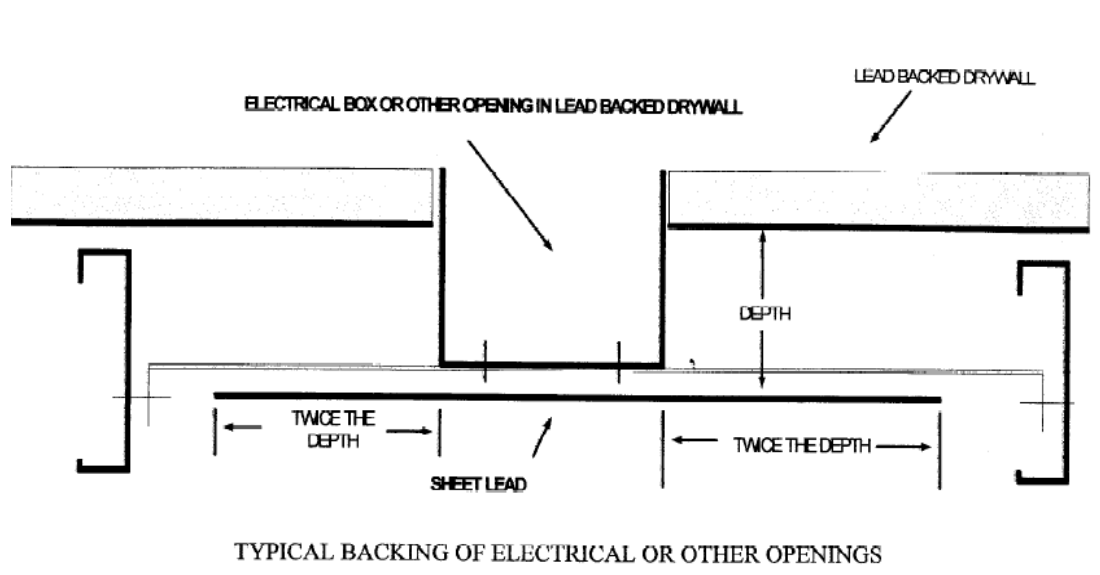 LEAD BACKED DRYWALL
ELECTRICAL BOX OR OTHER OPENING IN LEAD BACKED DRYWALL
DEPTH
TWICE THE
DEPTH
TWICE THE DEPTH
SHEET LEAD
TYPICAL BACKING OF ELECTRICAL OR OTHER OPENINGS